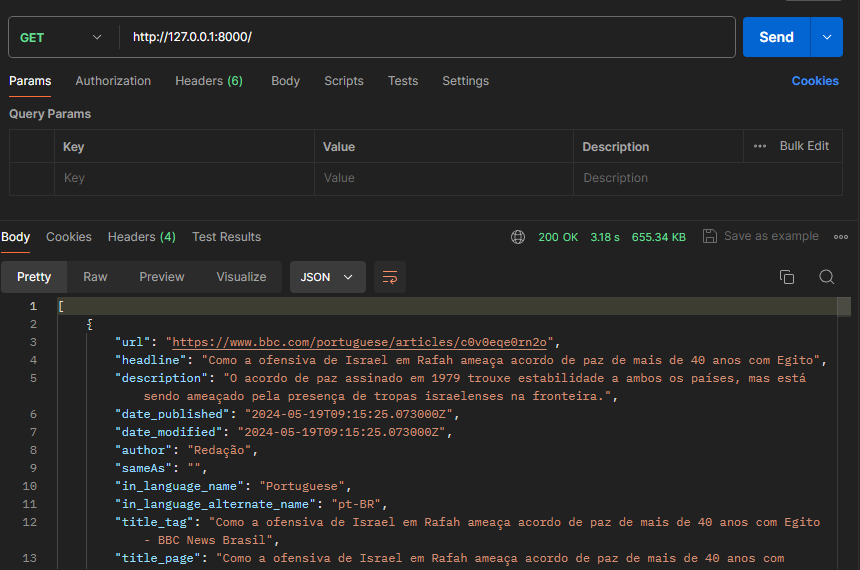 GET http://127.0.0.1:8000/ Send
Params Authorization Headers (6) Body Scripts Tests Settings Cookies
Query Params
Key Value Description ••• Bulk Edit
Key Value Description
Body Cookies Headers (4) Test Results 200 OK 3.18 s 655.34 KB Save as example
Pretty Raw Preview Visualize JSON
1 [
2 {
3 "url": "https://www.bbc.com/portuguese/articles/c0v0eqe0rn2o",
4 "headline": "Como a ofensiva de Israel em Rafah ameaça acordo de paz de mais de 40 anos com Egito",
5 "description": "O acordo de paz assinado em 1979 trouxe estabilidade a ambos os países, mas está
sendo ameaçado pela presença de tropas israelenses na fronteira.",
6 "date_published": "2024-05-19T09:15:25.073000Z",
7 "date_modified": "2024-05-19T09:15:25.073000Z",
8 "author": "Redação",
9 "sameAs": "",
10 "in_language_name": "Portuguese",
11 "in_language_alternate_name": "pt-BR",
12 "title_tag": "Como a ofensiva de Israel em Rafah ameaça acordo de paz de mais de 40 anos com Egito
- BBC News Brasil",
13 "title_page": "Como a ofensiva de Israel em Rafah ameaça acordo de paz de mais de 40 anos com